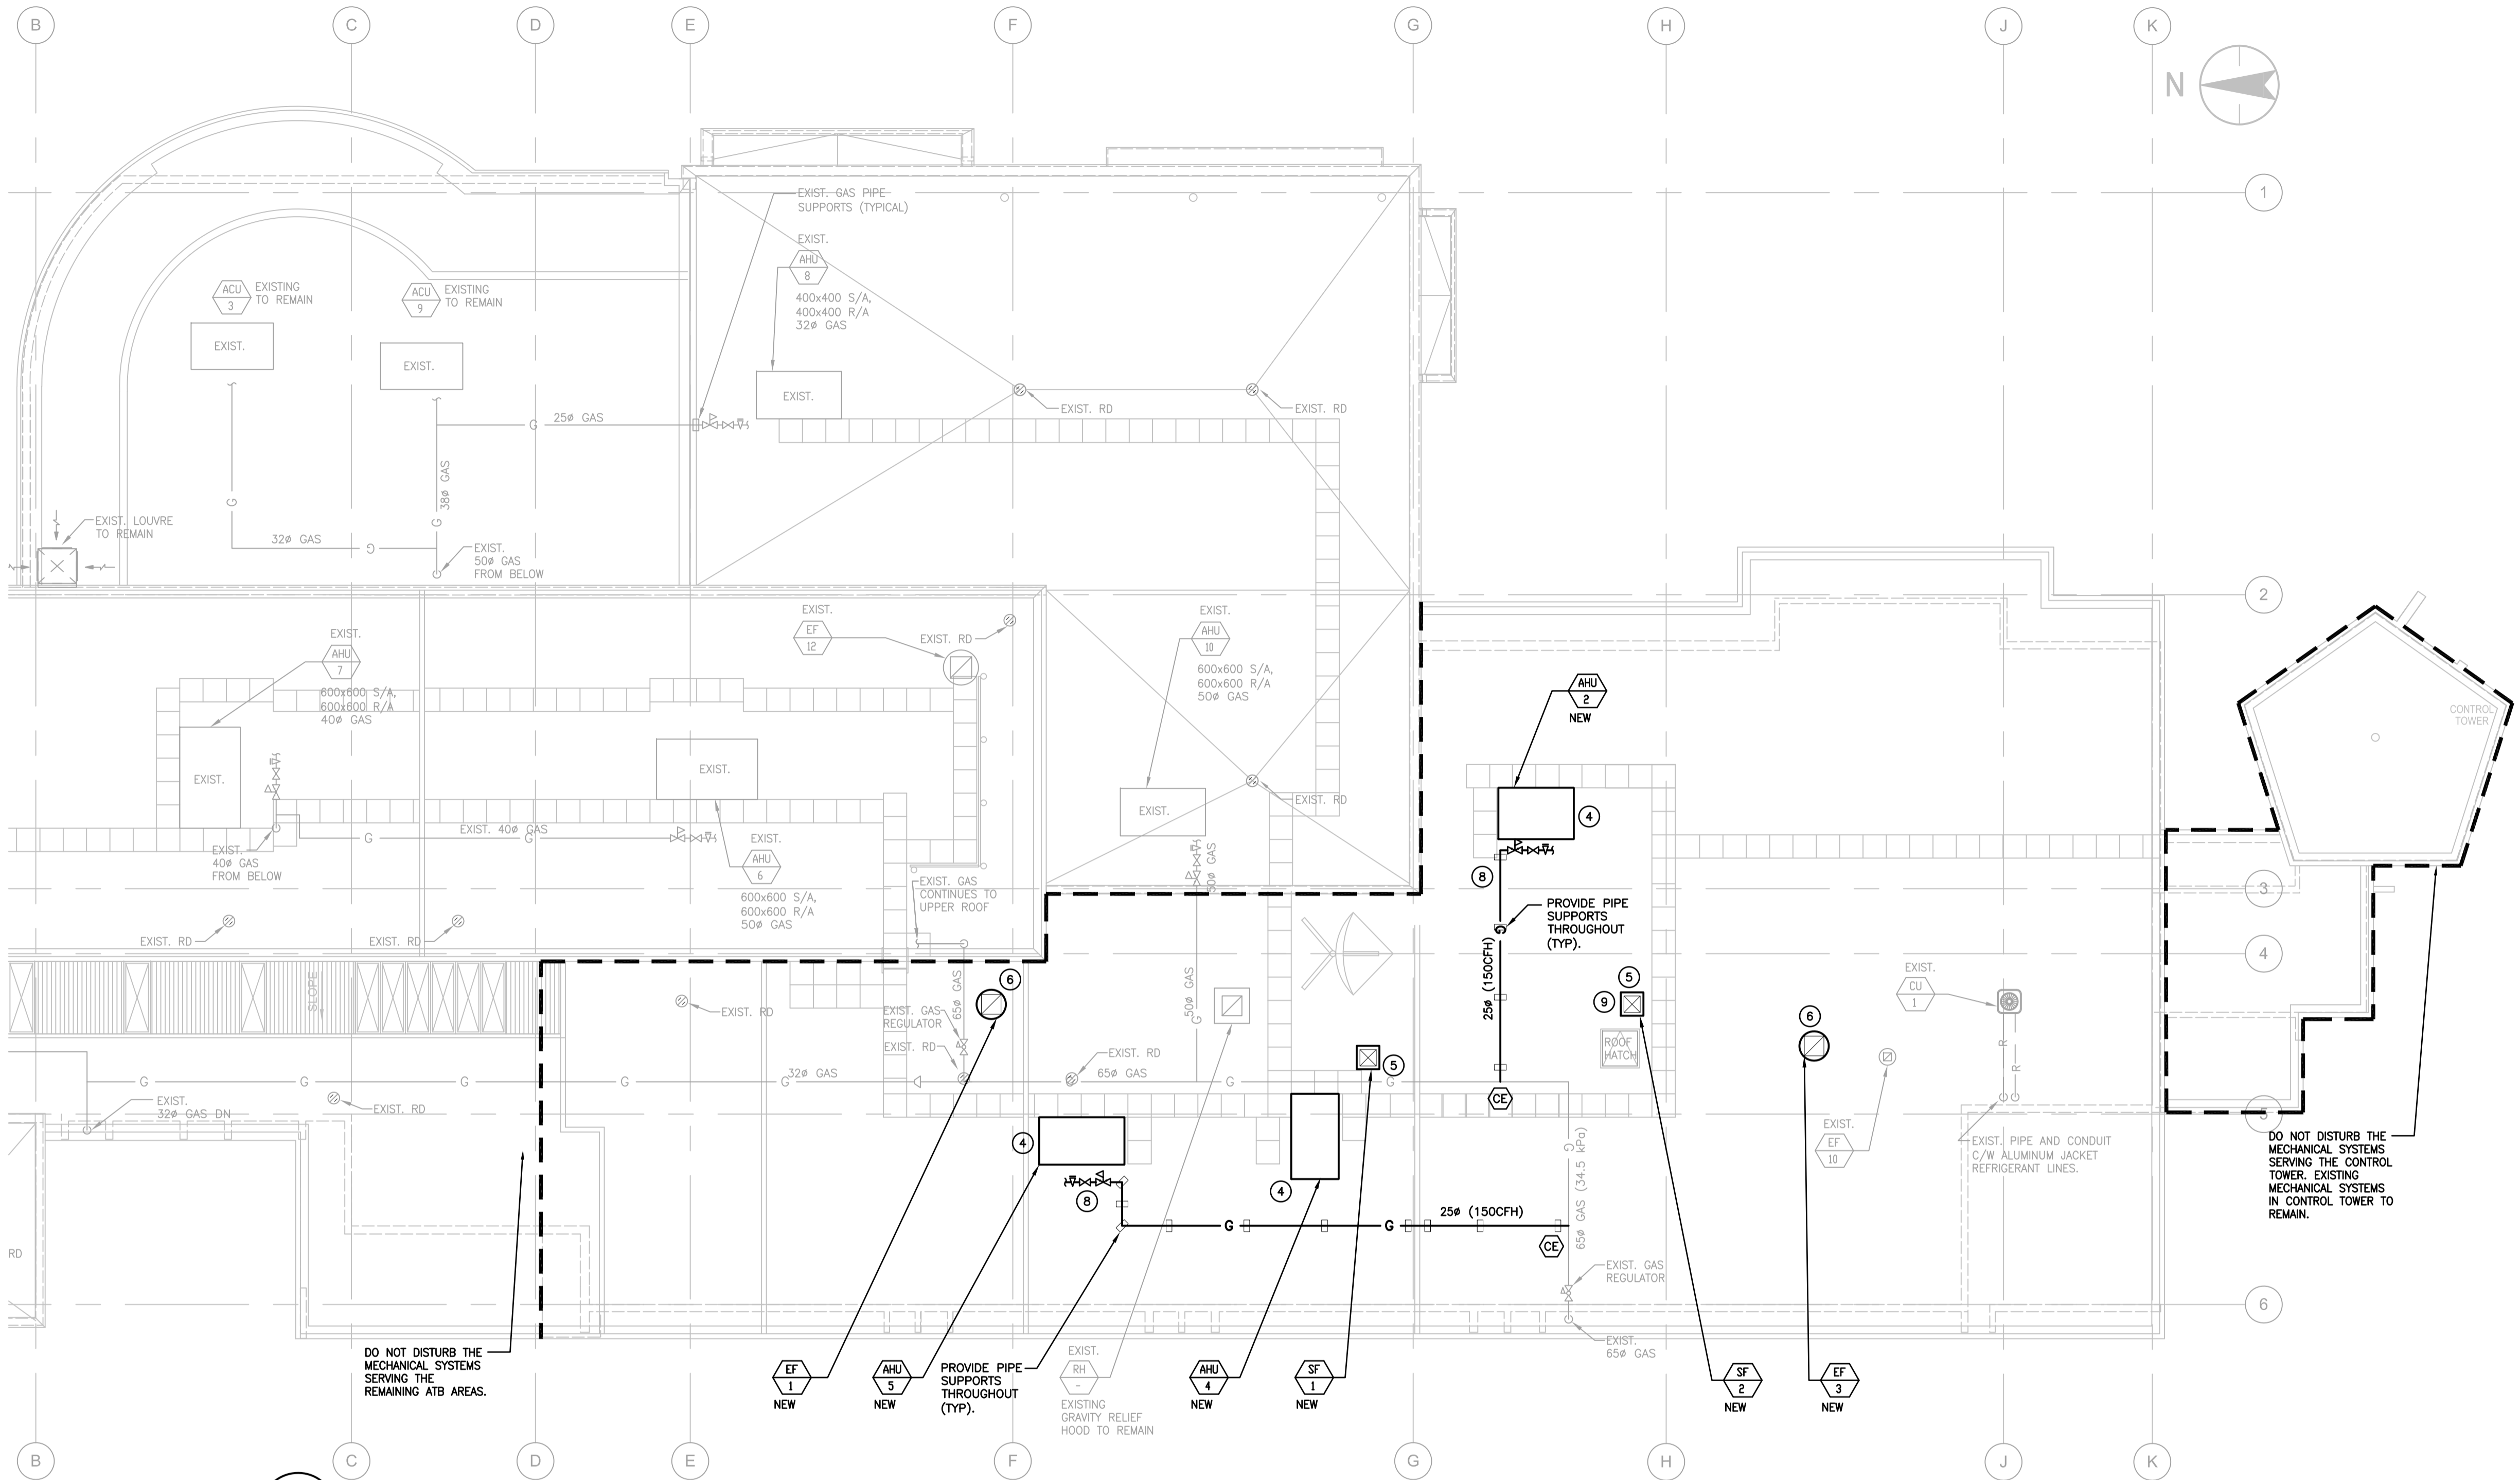 B
C
D
E
F
G
H
J
K
N
1
EXIST. GAS PIPE
SUPPORTS (TYPICAL)
EXIST.
AHU
8
400x400 S/A,
400x400 R/A
32ø GAS
ACU
3
EXISTING
TO REMAIN
ACU
9
EXISTING
TO REMAIN
EXIST.
EXIST.
EXIST.
EXIST. RD
EXIST. RD
G
25ø GAS
38ø GAS
G
G
EXIST. LOUVRE
TO REMAIN
32ø GAS
G
EXIST.
50ø GAS
FROM BELOW
2
EXIST.
EF
12
EXIST. RD
EXIST.
AHU
10
600x600 S/A,
600x600 R/A
50ø GAS
EXIST.
AHU
7
600x600 S/A,
600x600 R/A
40ø GAS
AHU
2
NEW
CONTROL
TOWER
EXIST.
EXIST.
EXIST.
EXIST. RD
4
EXIST. 40ø GAS
G
G
EXIST.
40ø GAS
FROM BELOW
EXIST.
AHU
6
600x600 S/A,
600x600 R/A
50ø GAS
50ø GAS
8
3
EXIST. GAS
CONTINUES TO
UPPER ROOF
PROVIDE PIPE
SUPPORTS
THROUGHOUT
(TYP).
G
25ø (150CFH)
EXIST. RD
EXIST. RD
4
SLOPE
EXIST. RD
65ø GAS
6
EXIST. GAS
REGULATOR
EXIST. RD
50ø GAS
G
5
9
ROOF
HATCH
6
EXIST.
CU
1
R
R
5
EXIST. RD
G
G
G
G
G
32ø GAS
65ø GAS
G
G
CE
EXIST.
32ø GAS DN
EXIST. RD
4
4
8
G
65ø GAS (34.5 kPa)
EXIST.
EF
10
EXIST. PIPE AND CONDUIT
C/W ALUMINUM JACKET
REFRIGERANT LINES.
5
DO NOT DISTURB THE
MECHANICAL SYSTEMS
SERVING THE CONTROL
TOWER. EXISTING
MECHANICAL SYSTEMS
IN CONTROL TOWER TO
REMAIN.
G
G
25ø (150CFH)
CE
RD
EXIST. GAS
REGULATOR
6
EXIST.
65ø GAS
DO NOT DISTURB THE
MECHANICAL SYSTEMS
SERVING THE
REMAINING ATB AREAS.
EF
1
NEW
AHU
5
NEW
PROVIDE PIPE
SUPPORTS
THROUGHOUT
(TYP).
EXIST.
RH
-
EXISTING
GRAVITY RELIEF
HOOD TO REMAIN
AHU
4
NEW
SF
1
NEW
SF
2
NEW
EF
3
NEW
B
C
D
E
F
G
H
J
K